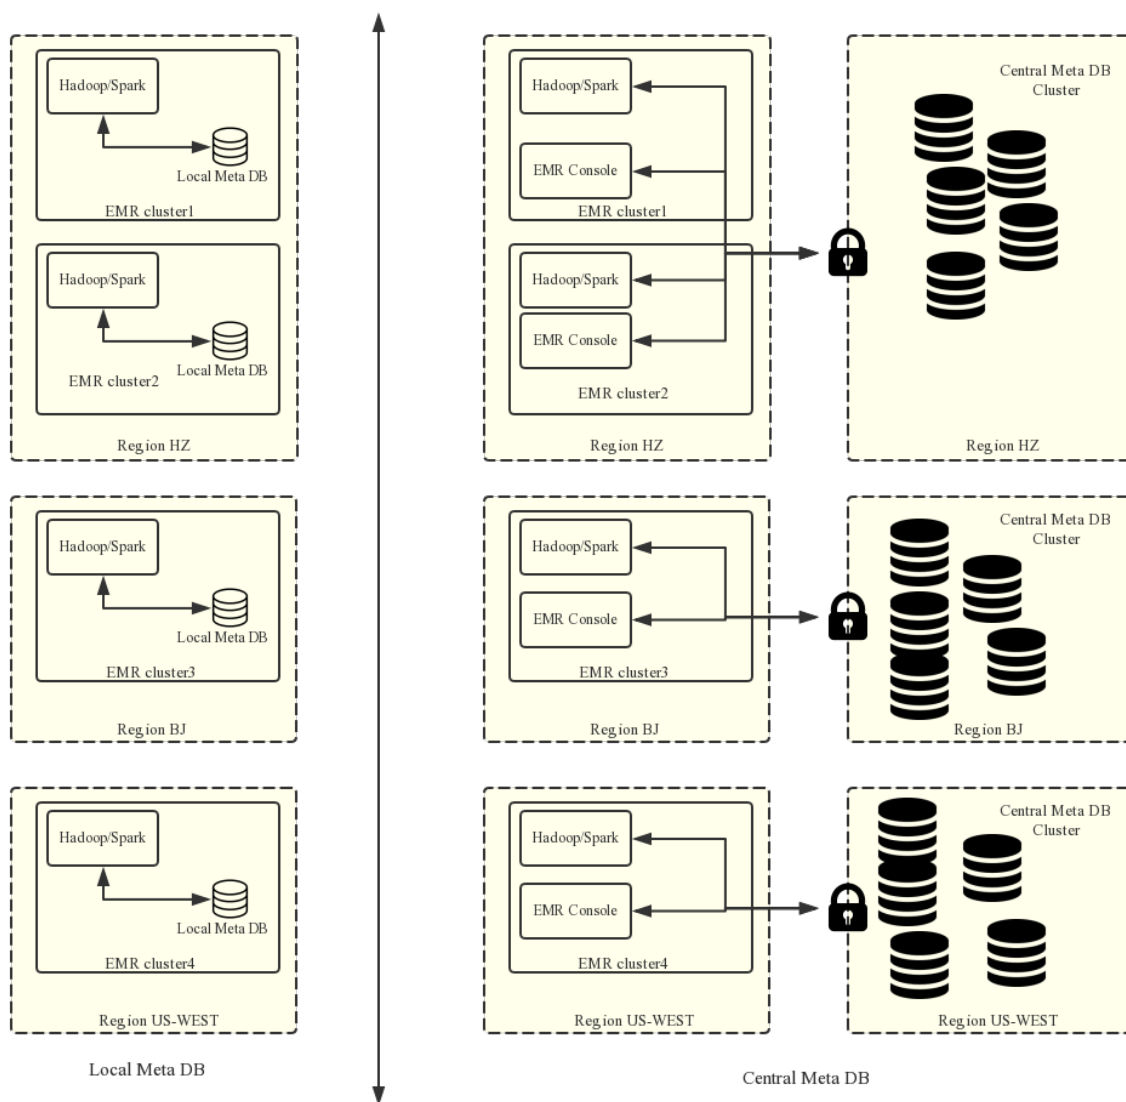 Hadoop/Spark
Local Meta DB
EMR cluster1
Hadoop/Spark
Local Meta DB
EMR cluster2
Region HZ
Hadoop/Spark
Local Meta DB
EMR cluster3
Region BJ
Hadoop/Spark
Local Meta DB
EMR cluster4
Region US-WEST
Local Meta DB
Hadoop/Spark
EMR Console
EMR cluster1
Hadoop/Spark
EMR Console
EMR cluster2
Region HZ
Central Meta DB
Cluster
Region HZ
Hadoop/Spark
EMR Console
EMR cluster3
Region BJ
Central Meta DB
Cluster
Region BJ
Hadoop/Spark
EMR Console
EMR cluster4
Region US-WEST
Central Meta DB
Cluster
Region US-WEST
Central Meta DB